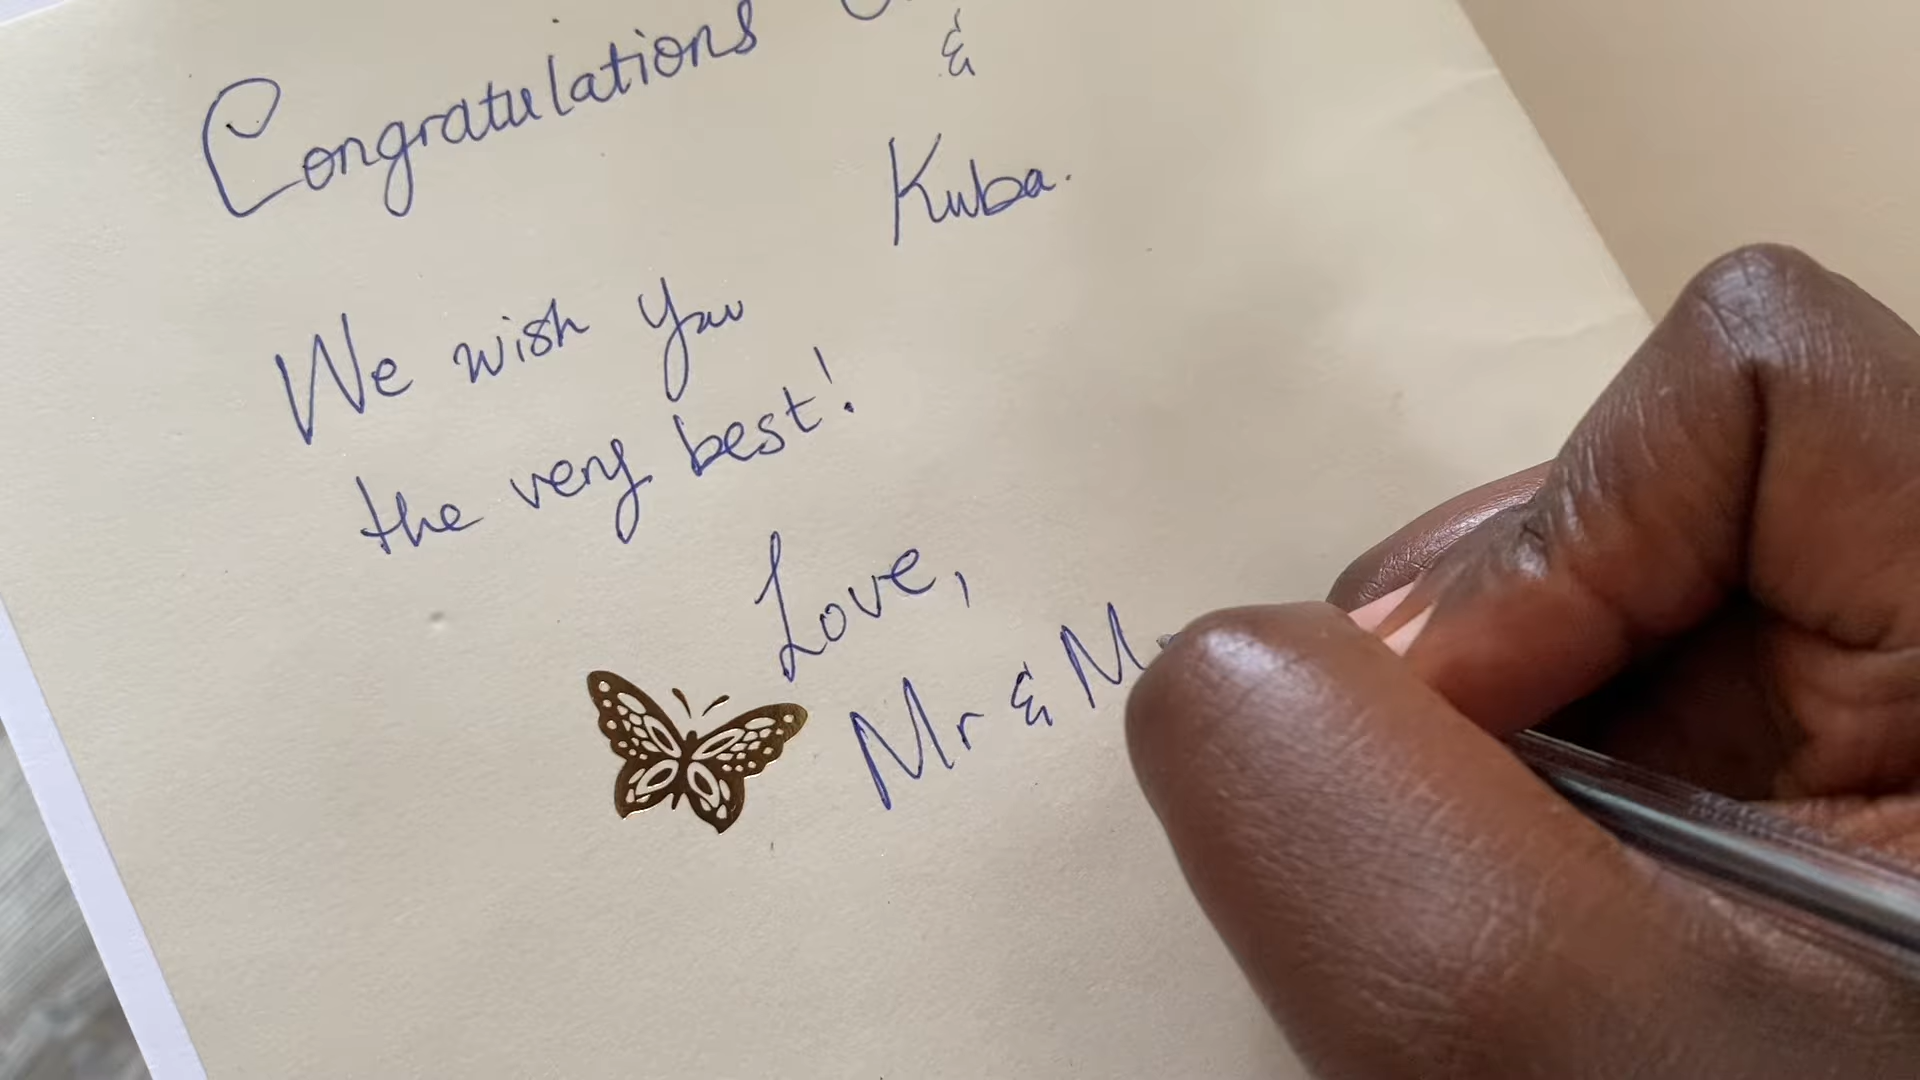 Congratulations
&
Kuba.
We wish you
the very best!
Love,
Mr & M